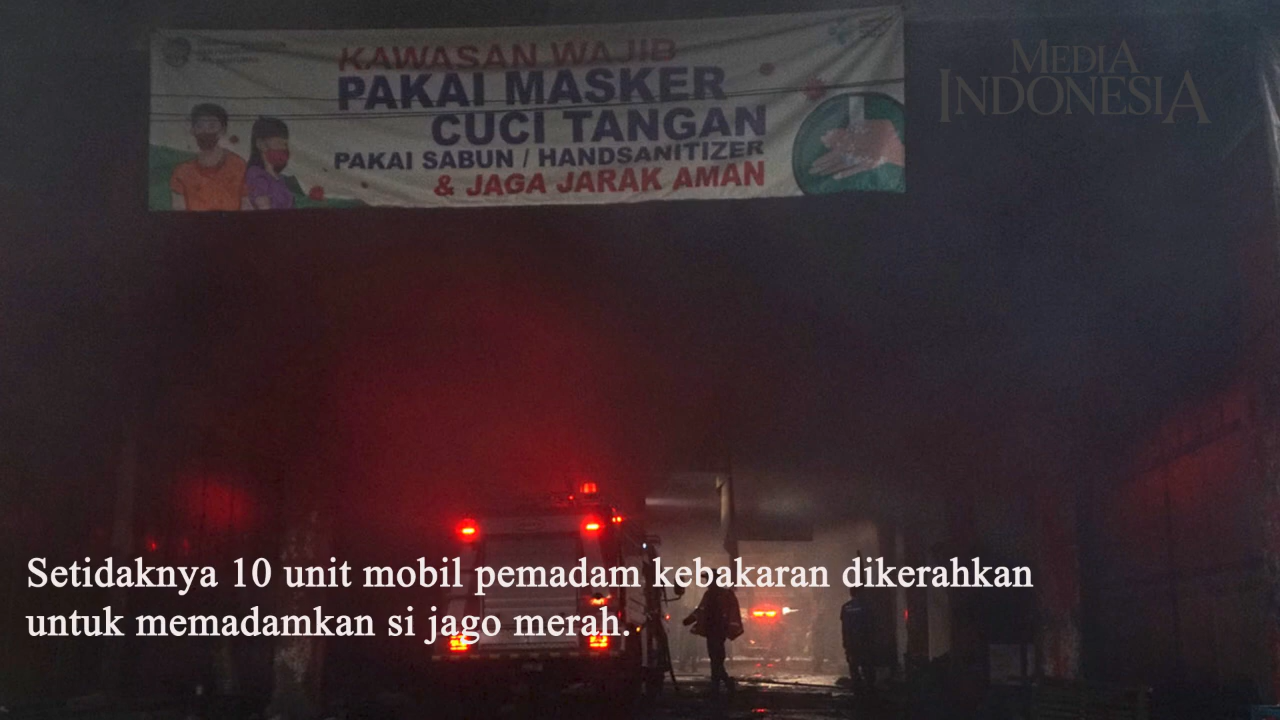 KAWASAN WAJIB
PAKAI MASKER
CUCI TANGAN
PAKAI SABUN / HANDSANITIZER
& JAGA JARAK AMAN
MEDIA
INDONESIA
Setidaknya 10 unit mobil pemadam kebakaran dikerahkan
untuk memadamkan si jago merah.